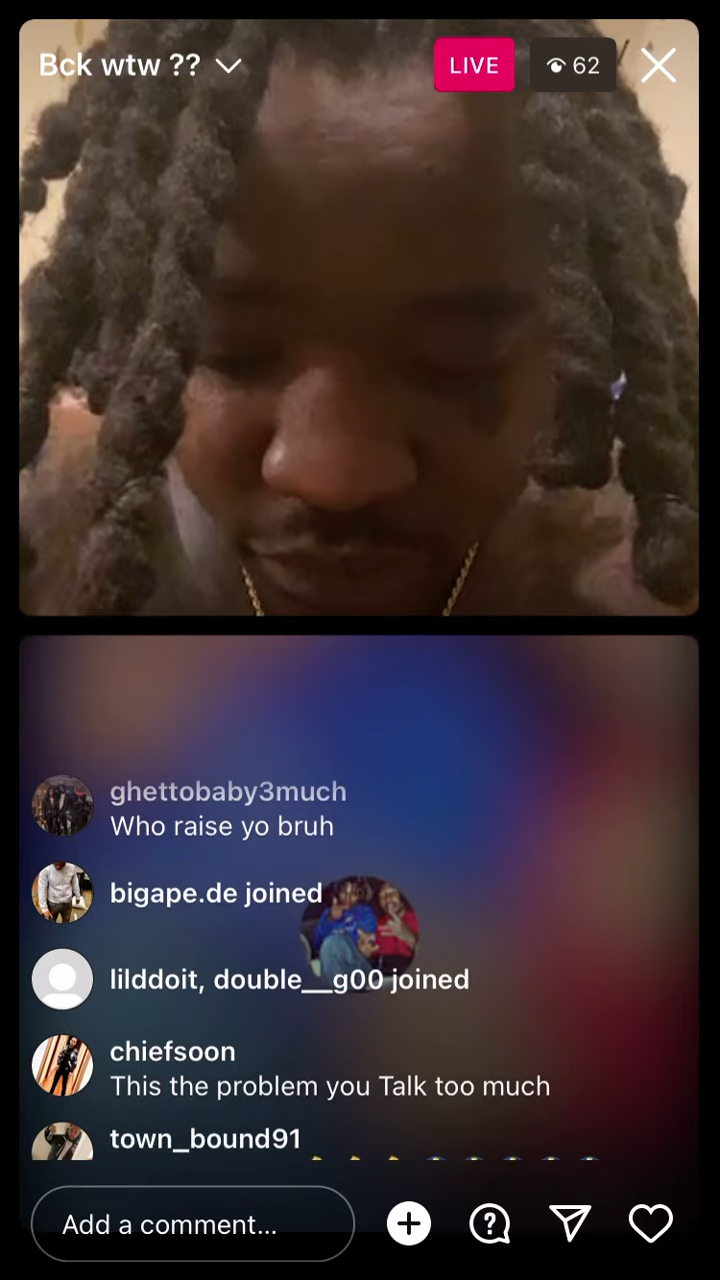 Bck wtw ??
LIVE
62
ghettobaby3much
Who raise yo bruh
bigape.de joined
lilddoit, double__g00 joined
chiefsoon
This the problem you Talk too much
town_bound91
Add a comment...